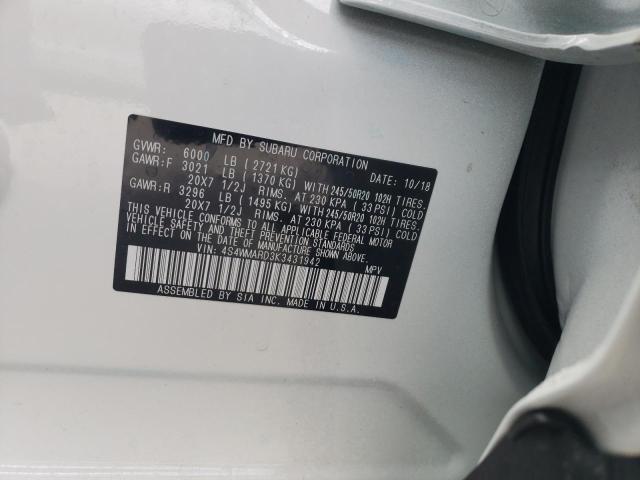 MFD BY SUBARU CORPORATION
GVWR: 6000 LB (2721 KG) DATE: 10/18
GAWR:F 3021 LB (1370 KG) WITH 245/50R20 102H TIRES,
20X7 1/2J RIMS, AT 230 KPA (33 PSI) COLD
GAWR:R 3296 LB (1495 KG) WITH 245/50R20 102H TIRES,
20X7 1/2J RIMS, AT 230 KPA (33 PSI) COLD.
THIS VEHICLE CONFORMS TO ALL APPLICABLE FEDERAL MOTOR
VEHICLE SAFETY AND THEFT PREVENTION STANDARDS
IN EFFECT ON THE DATE OF MANUFACTURE SHOWN ABOVE.
VIN: 4S4WMARD3K3431942 MPV
ASSEMBLED BY SIA INC. MADE IN U.S.A.